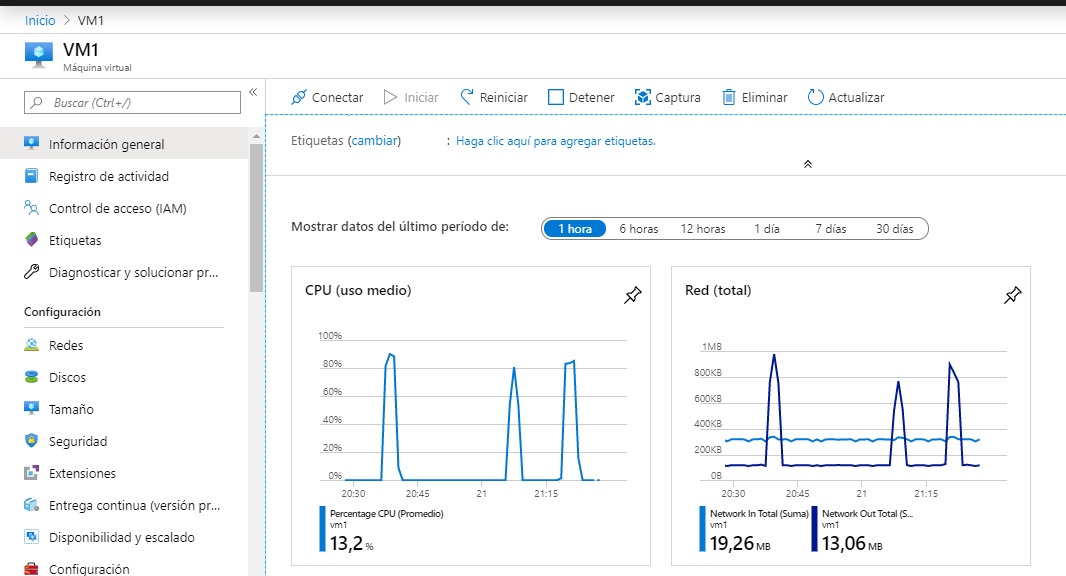 Inicio > VM1
VM1
Máquina virtual
Buscar (Ctrl+/)
«
Información general
Registro de actividad
Control de acceso (IAM)
Etiquetas
Diagnosticar y solucionar pr...
Configuración
Redes
Discos
Tamaño
Seguridad
Extensiones
Entrega continua (versión pr...
Disponibilidad y escalado
Configuración
Conectar Iniciar Reiniciar Detener Captura Eliminar Actualizar
Etiquetas (cambiar) : Haga clic aquí para agregar etiquetas.
Mostrar datos del último período de: 1 hora 6 horas 12 horas 1 día 7 días 30 días
CPU (uso medio)
100%
80%
60%
40%
20%
0%
20:30 20:45 21 21:15
Percentage CPU (Promedio)
vm1
13,2 %
Red (total)
1MB
800KB
600KB
400KB
200KB
0B
20:30 20:45 21 21:15
Network In Total (Suma)
vm1
19,26 MB
Network Out Total (S...
vm1
13,06 MB